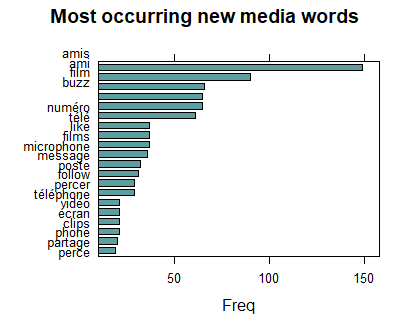 Most occurring new media words
amis
ami
film
buzz
numéro
télé
like
films
microphone
message
poste
follow
percer
téléphone
vidéo
écran
clips
phone
partage
perce
50 100 150
Freq